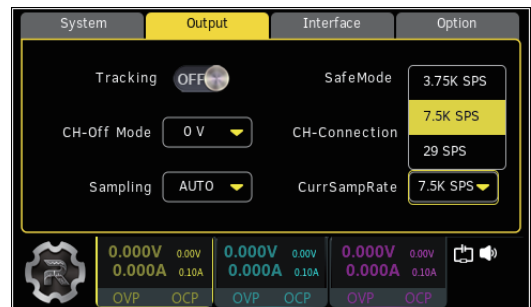 System Output Interface Option
Tracking OFF SafeMode 3.75K SPS
7.5K SPS
CH-Off Mode 0 V CH-Connection
29 SPS
Sampling AUTO CurrSampRate 7.5K SPS
0.000V 0.00V 0.000V 0.00V 0.000V 0.00V
0.000A 0.10A 0.000A 0.10A 0.000A 0.10A
OVP OCP OVP OCP OVP OCP